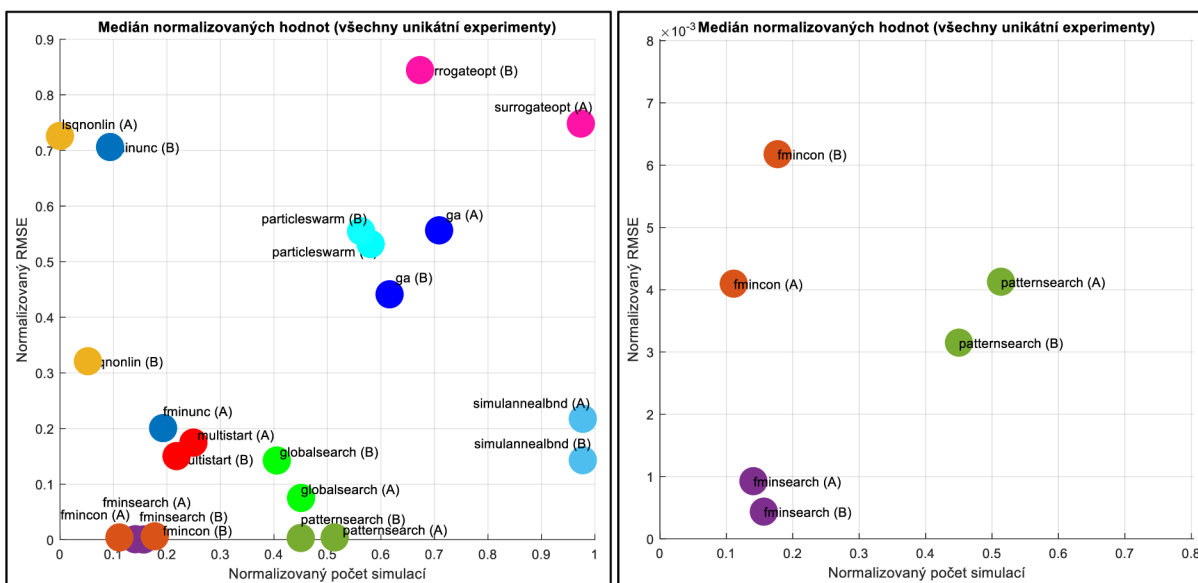 Medián normalizovaných hodnot (všechny unikátní experimenty)
0.9
0.8
0.7
0.6
0.5
0.4
0.3
0.2
0.1
0
Normalizovaný RMSE
rrogateopt (B)
surrogateopt (A)
lsqnonlin (A)
inunc (B)
particleswarm (B)
particleswarm (
ga (A)
ga (B)
qnonlin (B)
fminunc (A)
multistart (A)
ultistart (B)
globalsearch (B)
globalsearch (A)
simulannealbnd (A)
simulannealbnd (B)
fminsearch (A)
fmincon (A)
fminsearch (B)
fmincon (B)
patternsearch (B)
patternsearch (A)
0 0.1 0.2 0.3 0.4 0.5 0.6 0.7 0.8 0.9 1
Normalizovaný počet simulací
×10-3 Medián normalizovaných hodnot (všechny unikátní experimenty)
8
7
6
5
4
3
2
1
0
Normalizovaný RMSE
fmincon (B)
fmincon (A)
patternsearch (A)
patternsearch (B)
fminsearch (A)
fminsearch (B)
0 0.1 0.2 0.3 0.4 0.5 0.6 0.7 0.8
Normalizovaný počet simulací